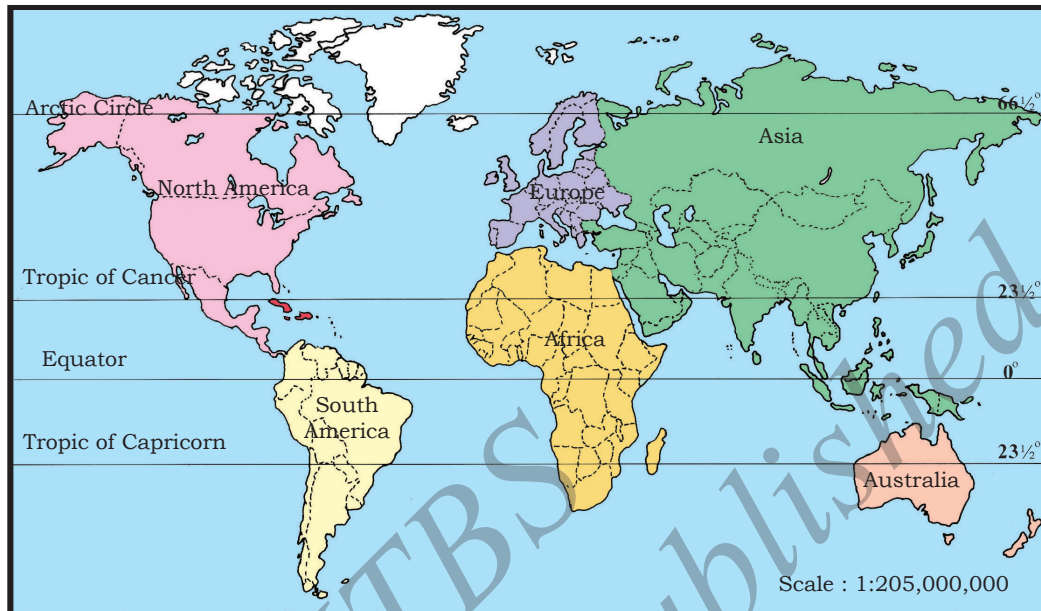 Arctic Circle
66½°
Asia
North America
Europe
Tropic of Cancer
23½°
Africa
Equator
0°
South
America
Tropic of Capricorn
23½°
Australia
Scale : 1:205,000,000